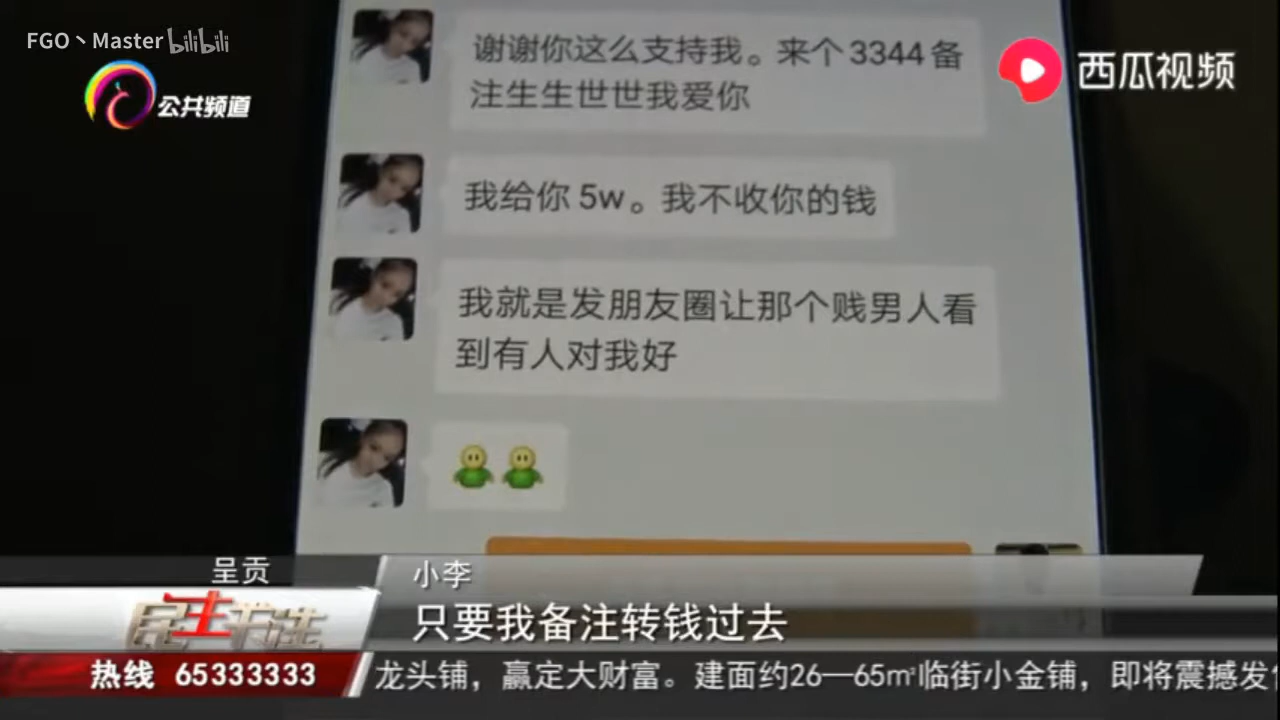 FGO丶Master bilibili
公共频道
西瓜视频
谢谢你这么支持我。来个3344备
注生生世世我爱你
我给你5w。我不收你的钱
我就是发朋友圈让那个贱男人看
到有人对我好
呈贡
小李
民生关注
只要我备注转钱过去
热线 65333333
龙头铺，赢定大财富。建面约26—65㎡临街小金铺，即将震撼发